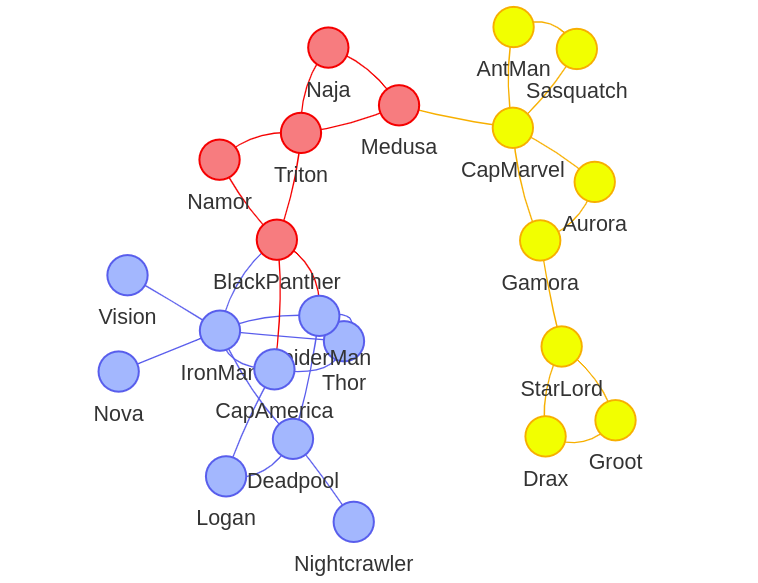 AntMan
Naja
Sasquatch
Medusa
CapMarvel
Triton
Namor
Aurora
BlackPanther
Gamora
Vision
iderMan
IronMan
Thor
StarLord
CapAmerica
Nova
Groot
Drax
Deadpool
Logan
Nightcrawler